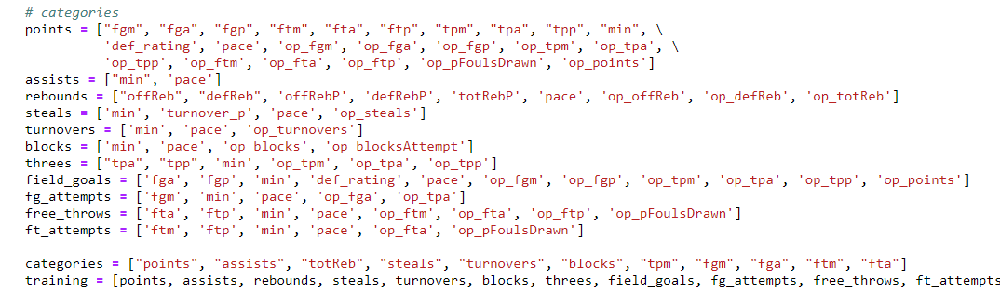 # categories
points = ["fgm", "fga", "fgp", "ftm", "fta", "ftp", "tpm", "tpa", "tpp", "min", \
'def_rating', 'pace', 'op_fgm', 'op_fga', 'op_fgp', 'op_tpm', 'op_tpa', \
'op_tpp', 'op_ftm', 'op_fta', 'op_ftp', 'op_pFoulsDrawn', 'op_points']
assists = ["min", 'pace']
rebounds = ["offReb", "defReb", 'offRebP', 'defRebP', 'totRebP', 'pace', 'op_offReb', 'op_defReb', 'op_totReb']
steals = ['min', 'turnover_p', 'pace', 'op_steals']
turnovers = ['min', 'pace', 'op_turnovers']
blocks = ['min', 'pace', 'op_blocks', 'op_blocksAttempt']
threes = ["tpa", "tpp", 'min', 'op_tpm', 'op_tpa', 'op_tpp']
field_goals = ['fga', 'fgp', 'min', 'def_rating', 'pace', 'op_fgm', 'op_fgp', 'op_tpm', 'op_tpa', 'op_tpp', 'op_points']
fg_attempts = ['fgm', 'min', 'pace', 'op_fga', 'op_tpa']
free_throws = ['fta', 'ftp', 'min', 'pace', 'op_ftm', 'op_fta', 'op_ftp', 'op_pFoulsDrawn']
ft_attempts = ['ftm', 'ftp', 'min', 'pace', 'op_fta', 'op_pFoulsDrawn']
categories = ["points", "assists", "totReb", "steals", "turnovers", "blocks", "tpm", "fgm", "fga", "ftm", "fta"]
training = [points, assists, rebounds, steals, turnovers, blocks, threes, field_goals, fg_attempts, free_throws, ft_attempts